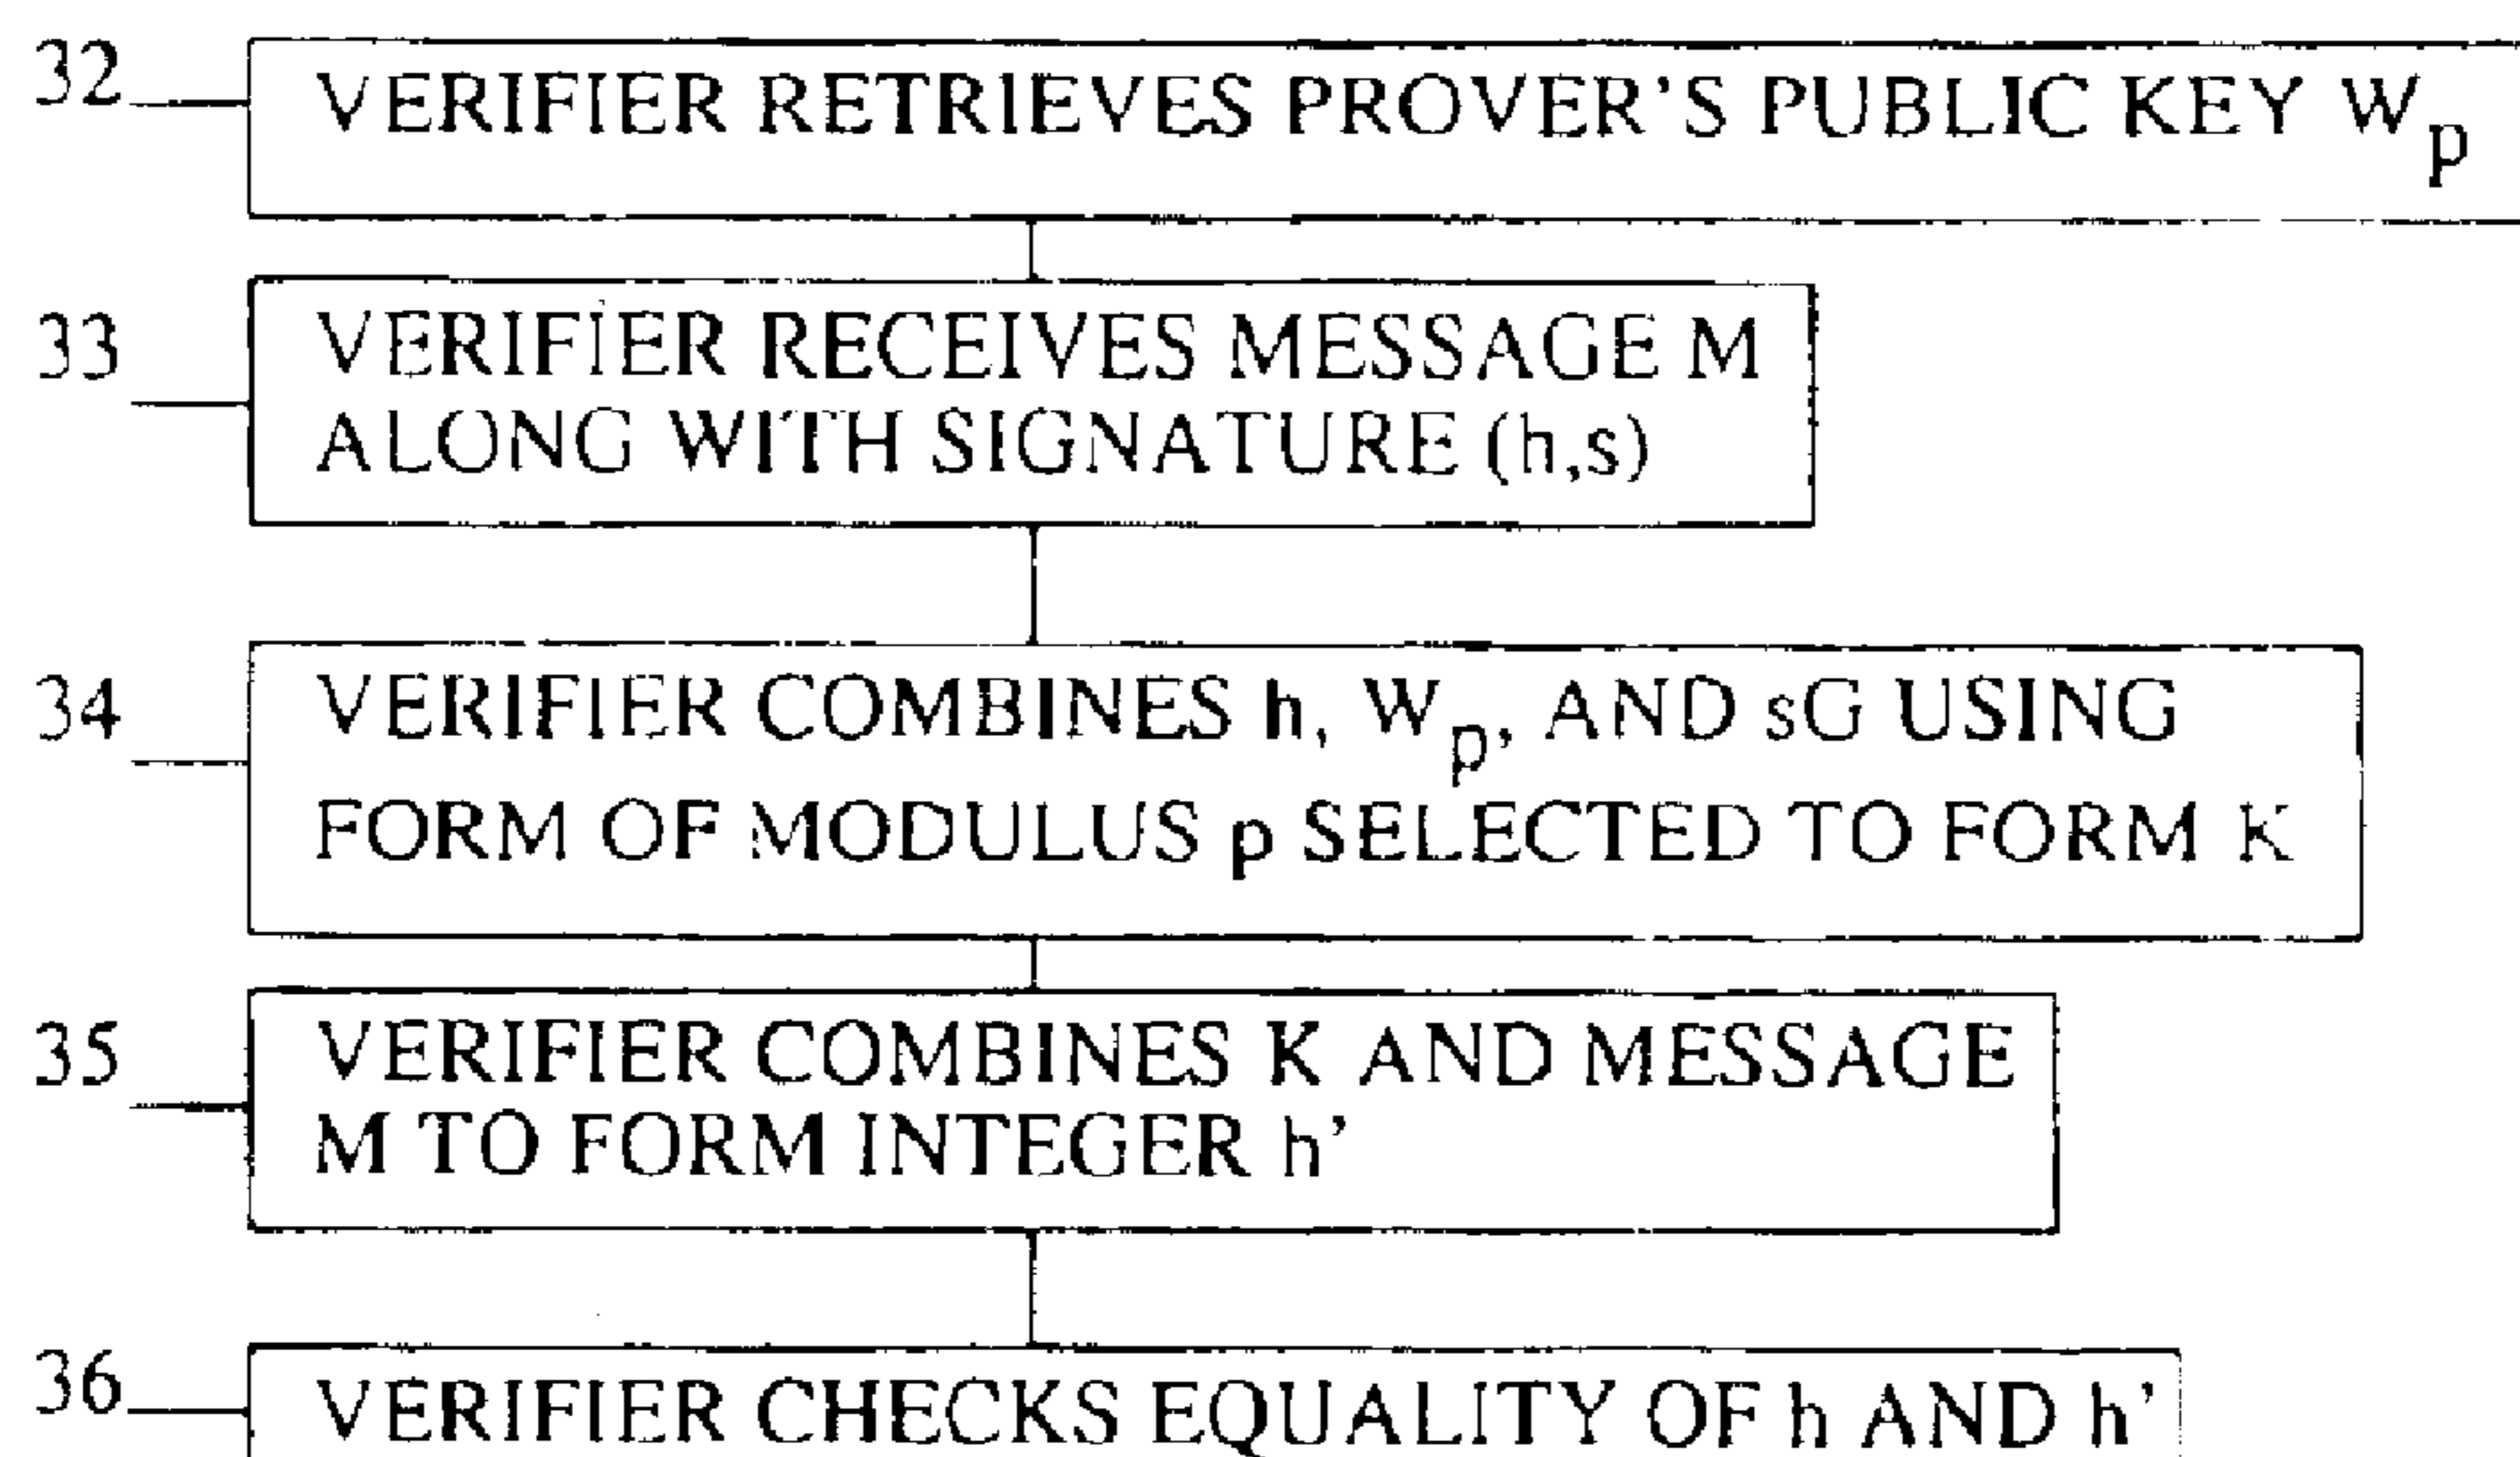 32 VERIFIER RETRIEVES PROVER'S PUBLIC KEY Wp
33 VERIFIER RECEIVES MESSAGE M
ALONG WITH SIGNATURE (h,s)
34 VERIFIER COMBINES h, Wp, AND sG USING
FORM OF MODULUS p SELECTED TO FORM K
35 VERIFIER COMBINES K AND MESSAGE
M TO FORM INTEGER h'
36 VERIFIER CHECKS EQUALITY OF h AND h'